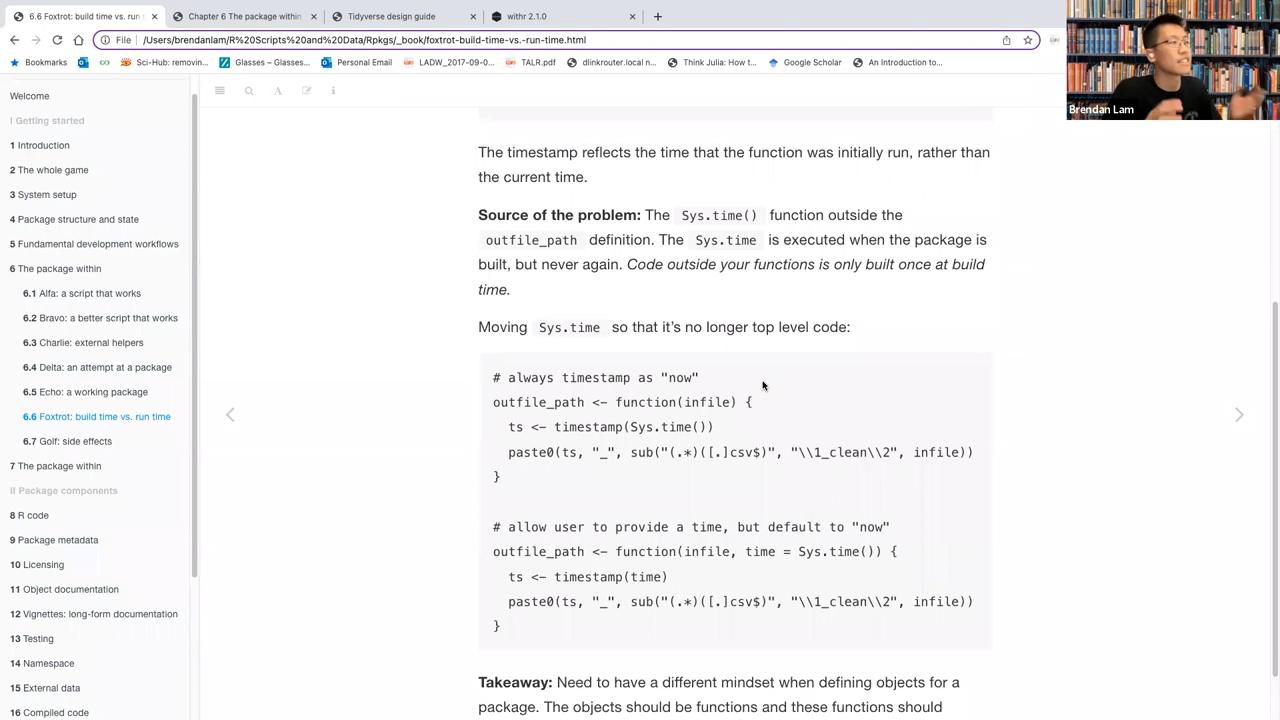 6.6 Foxtrot: build time vs. run
Chapter 6 The package within
Tidyverse design guide
withr 2.1.0
File
/Users/brendanlam/R%20Scripts%20and%20Data/Rpkgs/_book/foxtrot-build-time-vs.-run-time.html
Bookmarks
Sci-Hub: removin...
Glasses – Glasses...
Personal Email
LADW_2017-09-0...
TALR.pdf
dlinkrouter.local n...
Think Julia: How t...
Google Scholar
An Introduction to...
Brendan Lam
Welcome
I Getting started
1 Introduction
2 The whole game
3 System setup
4 Package structure and state
5 Fundamental development workflows
6 The package within
6.1 Alfa: a script that works
6.2 Bravo: a better script that works
6.3 Charlie: external helpers
6.4 Delta: an attempt at a package
6.5 Echo: a working package
6.6 Foxtrot: build time vs. run time
6.7 Golf: side effects
7 The package within
II Package components
8 R code
9 Package metadata
10 Licensing
11 Object documentation
12 Vignettes: long-form documentation
13 Testing
14 Namespace
15 External data
16 Compiled code
The timestamp reflects the time that the function was initially run, rather than
the current time.
Source of the problem: The Sys.time() function outside the
outfile_path definition. The Sys.time is executed when the package is
built, but never again. Code outside your functions is only built once at build
time.
Moving Sys.time so that it's no longer top level code:
# always timestamp as "now"
outfile_path <- function(infile) {
  ts <- timestamp(Sys.time())
  paste0(ts, "_", sub("(.*)([.]csv$)", "\\1_clean\\2", infile))
}
# allow user to provide a time, but default to "now"
outfile_path <- function(infile, time = Sys.time()) {
  ts <- timestamp(time)
  paste0(ts, "_", sub("(.*)([.]csv$)", "\\1_clean\\2", infile))
}
Takeaway: Need to have a different mindset when defining objects for a
package. The objects should be functions and these functions should